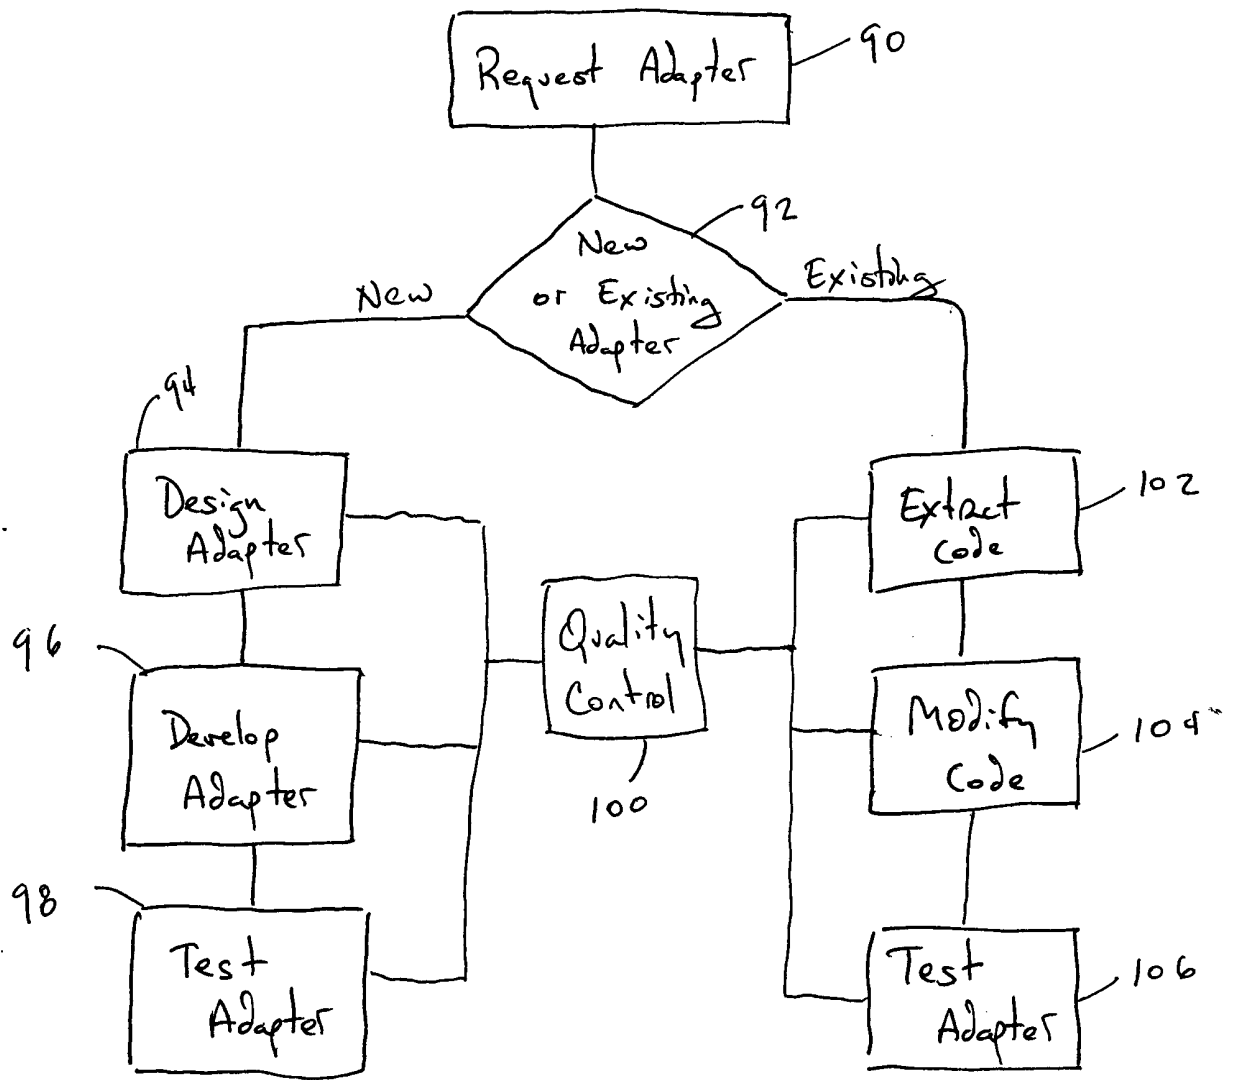 Request Adapter
90
92
New
or Existing
Adapter
New
Existing
94
Design
Adapter
96
Develop
Adapter
98
Test
Adapter
Quality
Control
100
Extract
Code
102
Modify
Code
104
Test
Adapter
106